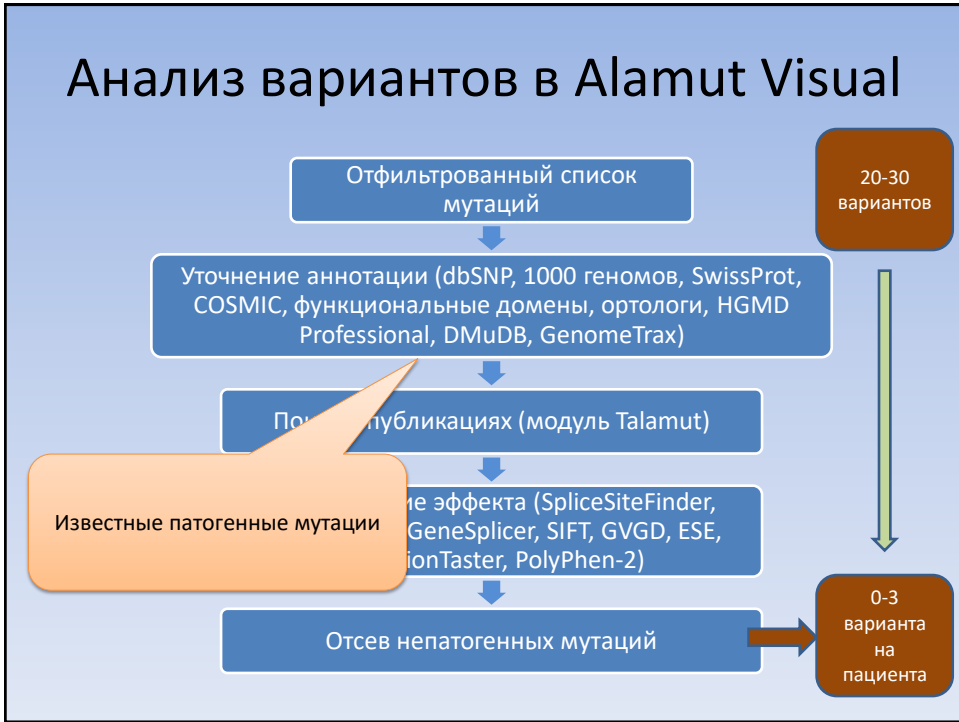 Анализ вариантов в Alamut Visual
Отфильтрованный список
мутаций
20-30
вариантов
Уточнение аннотации (dbSNP, 1000 геномов, SwissProt,
COSMIC, функциональные домены, ортологи, HGMD
Professional, DMuDB, GenomeTrax)
публикациях (модуль Talamut)
Известные патогенные мутации
эффекта (SpliceSiteFinder,
GeneSplicer, SIFT, GVGD, ESE,
PolyPhen-2)
Отсев непатогенных мутаций
0-3
варианта
на
пациента